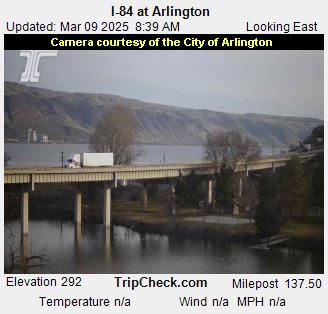 I-84 at Arlington
Updated: Mar 09 2025 8:39 AM Looking East
Camera courtesy of the City of Arlington
Elevation 292 TripCheck.com Milepost 137.50
Temperature n/a Wind n/a MPH n/a